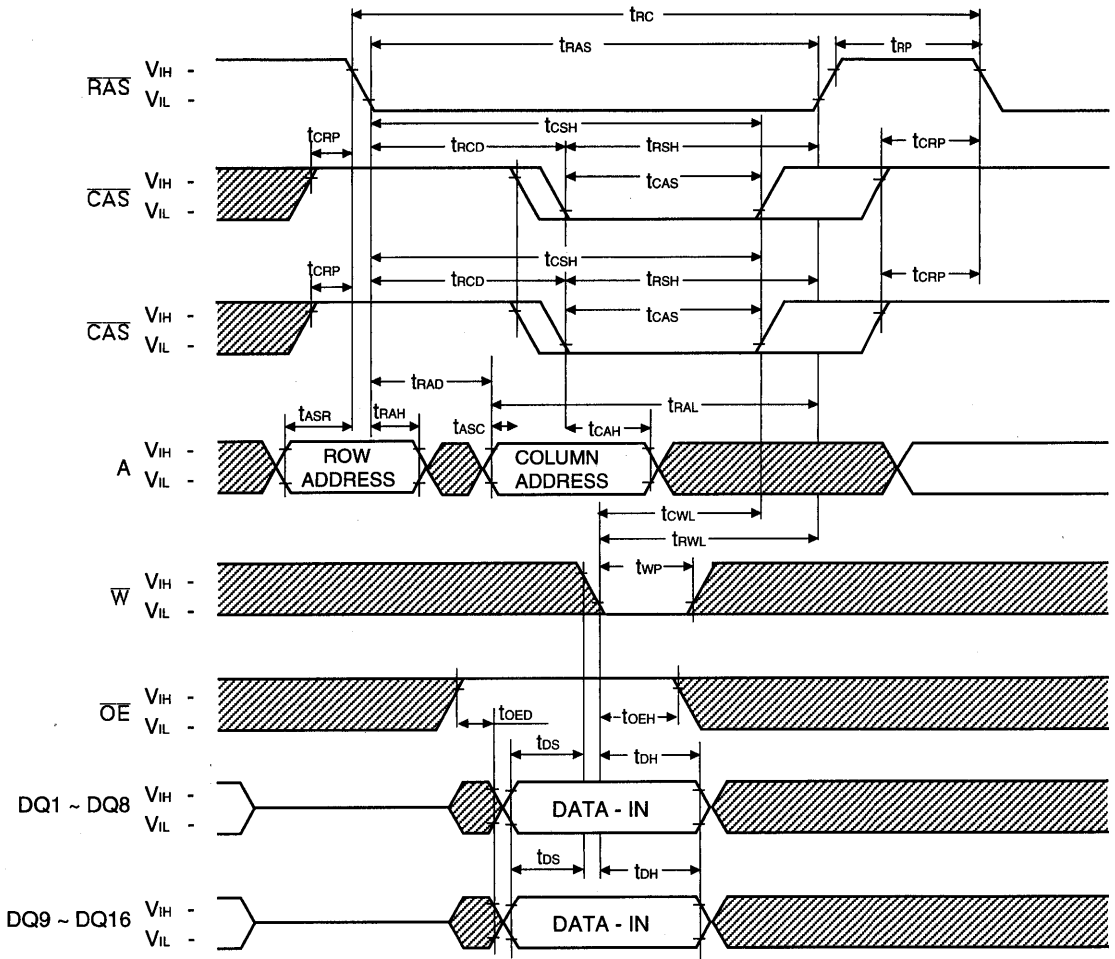 tRC
tRAS
tRP
RAS
VIH -
VIL -
tCSH
tCRP
tRCD
tRSH
tCRP
CAS
VIH -
VIL -
tCAS
tCSH
tCRP
tRCD
tRSH
tCRP
CAS
VIH -
VIL -
tCAS
tRAD
tRAL
tASR
tRAH
tASC
tCAH
A
VIH -
VIL -
ROW ADDRESS
COLUMN ADDRESS
tCWL
tRWL
W
VIH -
VIL -
tWP
OE
VIH -
VIL -
tOED
tOEH
tDS
tDH
DQ1 ~ DQ8
VIH -
VIL -
DATA - IN
tDS
tDH
DQ9 ~ DQ16
VIH -
VIL -
DATA - IN